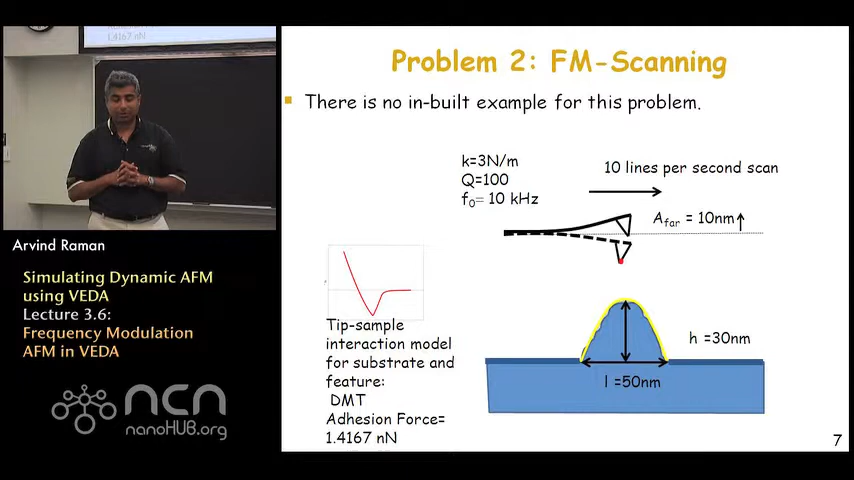 1.4167 nN
Problem 2: FM-Scanning
There is no in-built example for this problem.
k=3N/m
Q=100
f₀= 10 kHz
10 lines per second scan
Afar = 10nm
Arvind Raman
Simulating Dynamic AFM
using VEDA
Lecture 3.6:
Frequency Modulation
AFM in VEDA
Tip-sample
interaction model
for substrate and
feature:
DMT
Adhesion Force=
1.4167 nN
h = 30nm
l =50nm
ncn
nanoHUB.org
7